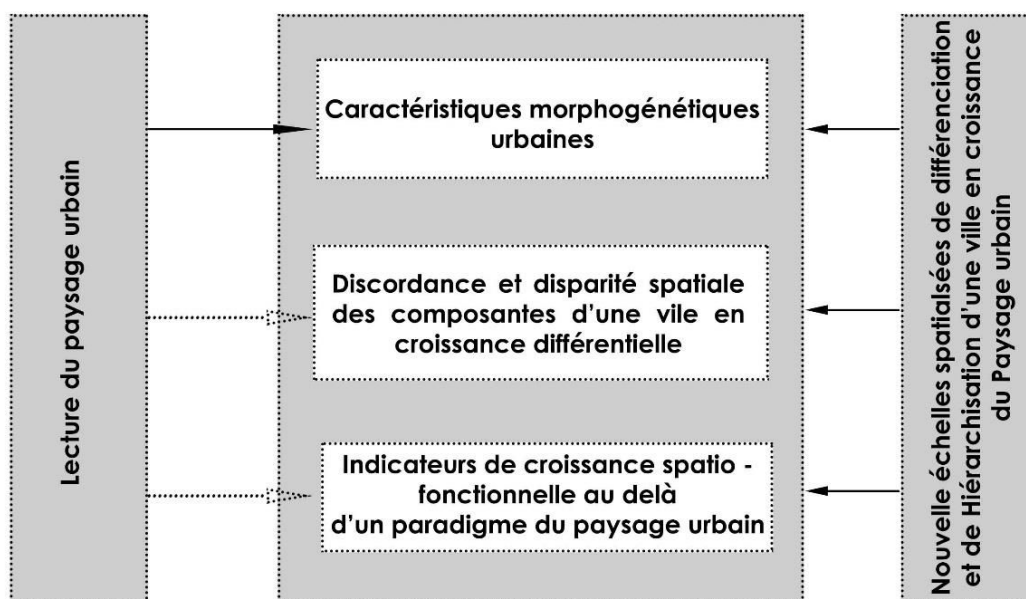 Lecture du paysage urbain
Caractéristiques morphogénétiques
urbaines
Discordance et disparité spatiale
des composantes d'une vile en
croissance différentielle
Indicateurs de croissance spatio -
fonctionnelle au delà
d'un paradigme du paysage urbain
Nouvelle échelles spatialsées de différenciation
et de Hiérarchisation d'une ville en croissance
du Paysage urbain